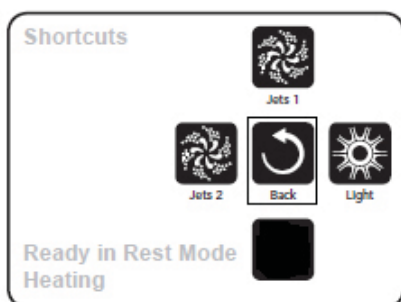 Shortcuts
Jets 1
Jets 2 Back Light
Ready in Rest Mode
Heating